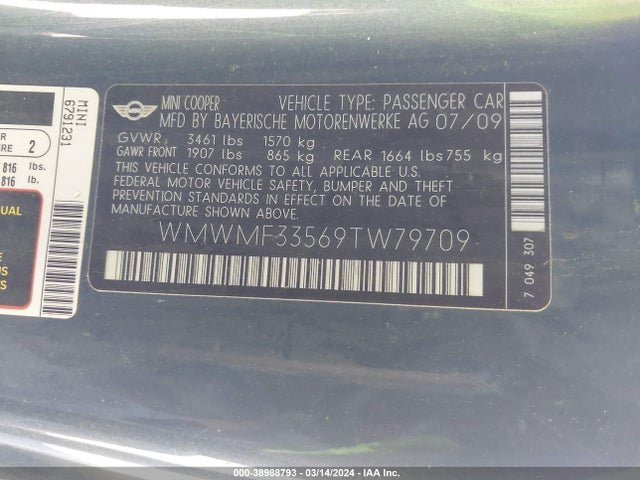 MINI COOPER VEHICLE TYPE: PASSENGER CAR
MFD BY BAYERISCHE MOTORENWERKE AG 07/09
GVWR 3461 lbs 1570 kg
GAWR FRONT 1907 lbs 865 kg REAR 1664 lbs 755 kg
THIS VEHICLE CONFORMS TO ALL APPLICABLE U.S.
FEDERAL MOTOR VEHICLE SAFETY, BUMPER AND THEFT
PREVENTION STANDARDS IN EFFECT ON THE DATE OF
MANUFACTURE SHOWN ABOVE.
WMWMF33569TW79709
7 049 307
MINI
6791231
2
816 lbs.
816 lb.
000-38988793 - 03/14/2024 - IAA Inc.